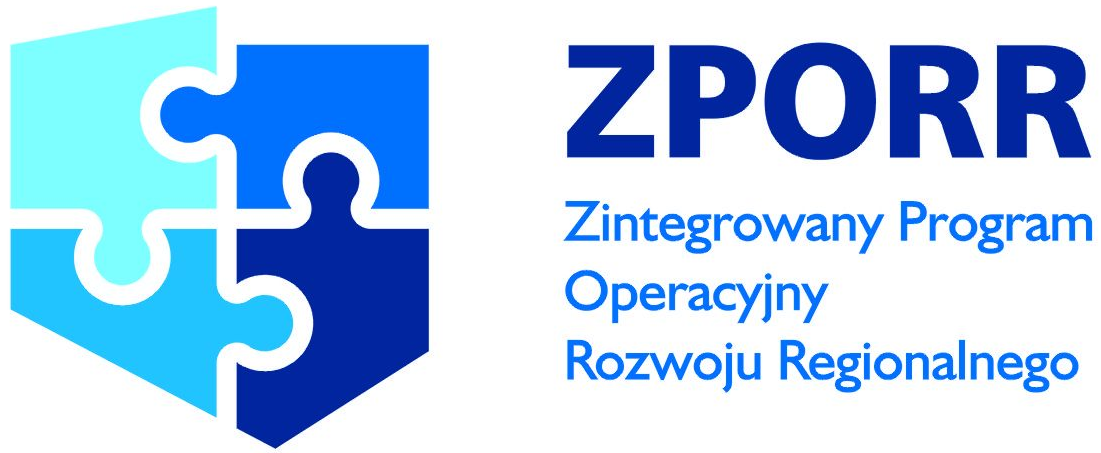 ZPORR
Zintegrowany Program
Operacyjny
Rozwoju Regionalnego